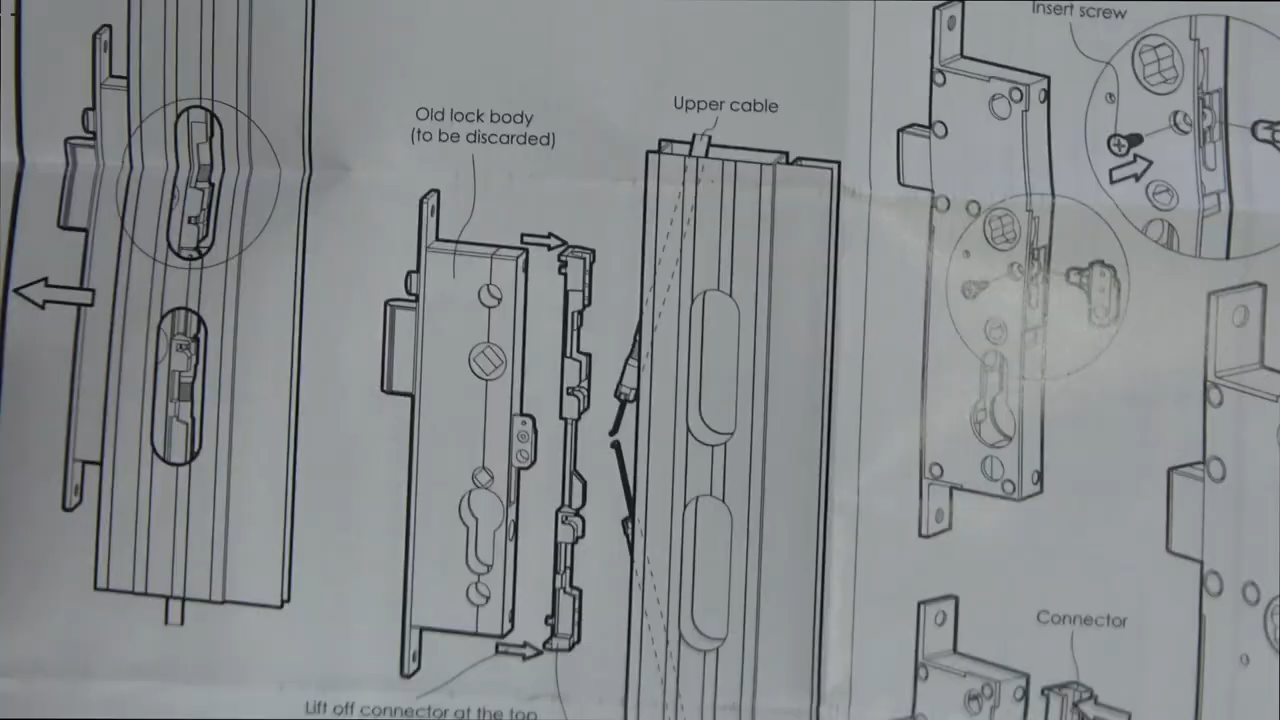 Insert screw
Upper cable
Old lock body
(to be discarded)
Connector
Lift off connector at the top